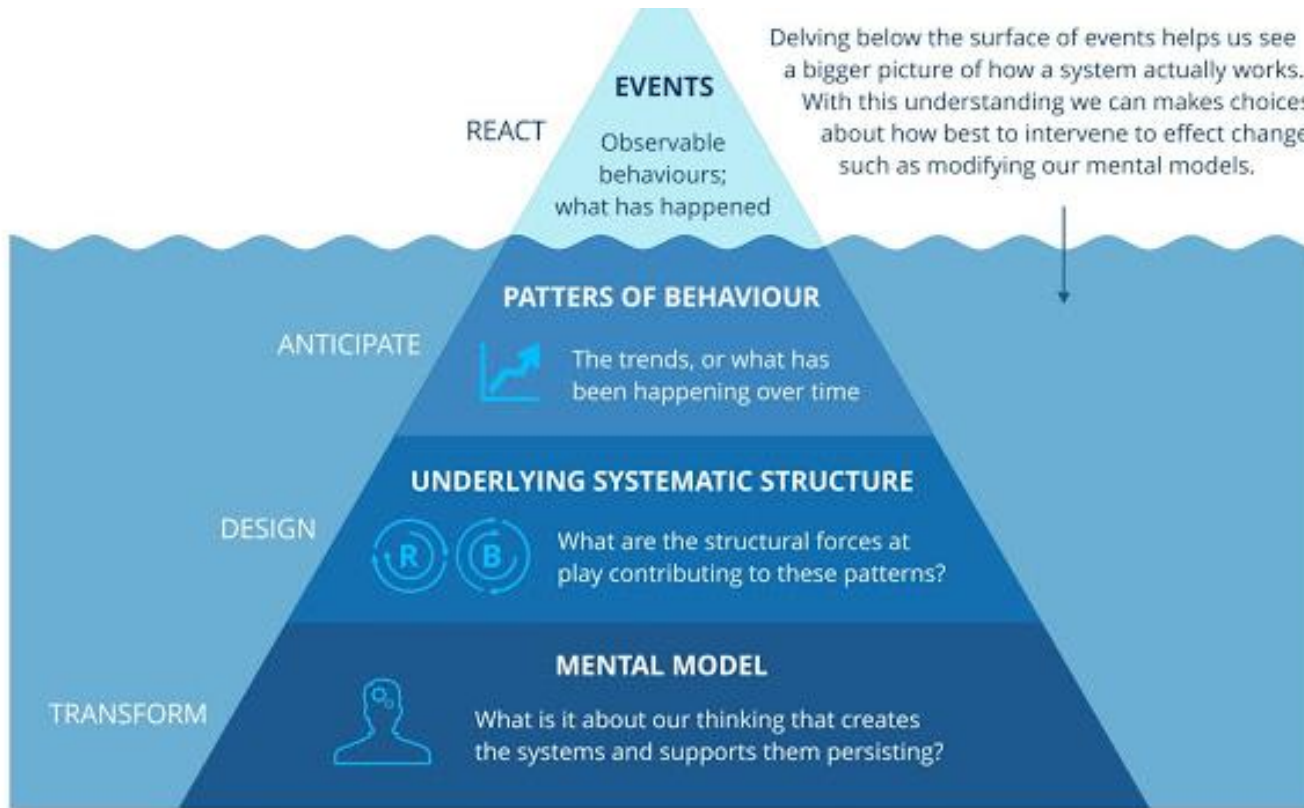 Delving below the surface of events helps us see
a bigger picture of how a system actually works.
With this understanding we can makes choices
about how best to intervene to effect change
such as modifying our mental models.
REACT
EVENTS
Observable
behaviours;
what has happened
ANTICIPATE
PATTERS OF BEHAVIOUR
The trends, or what has
been happening over time
DESIGN
UNDERLYING SYSTEMATIC STRUCTURE
R B
What are the structural forces at
play contributing to these patterns?
TRANSFORM
MENTAL MODEL
What is it about our thinking that creates
the systems and supports them persisting?